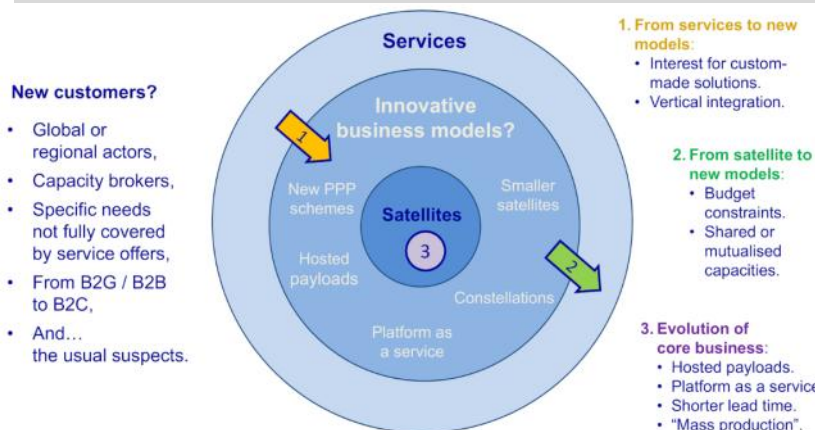 New customers?
• Global or
regional actors,
• Capacity brokers,
• Specific needs
not fully covered
by service offers,
• From B2G / B2B
to B2C,
• And…
the usual suspects.
Services
Innovative
business models?
1
New PPP
schemes
Smaller
satellites
Satellites
3
Hosted
payloads
2
Constellations
Platform as
a service
1. From services to new
models:
• Interest for custom-
made solutions.
• Vertical integration.
2. From satellite to
new models:
• Budget
constraints.
• Shared or
mutualised
capacities.
3. Evolution of
core business:
• Hosted payloads.
• Platform as a service
• Shorter lead time.
• "Mass production".